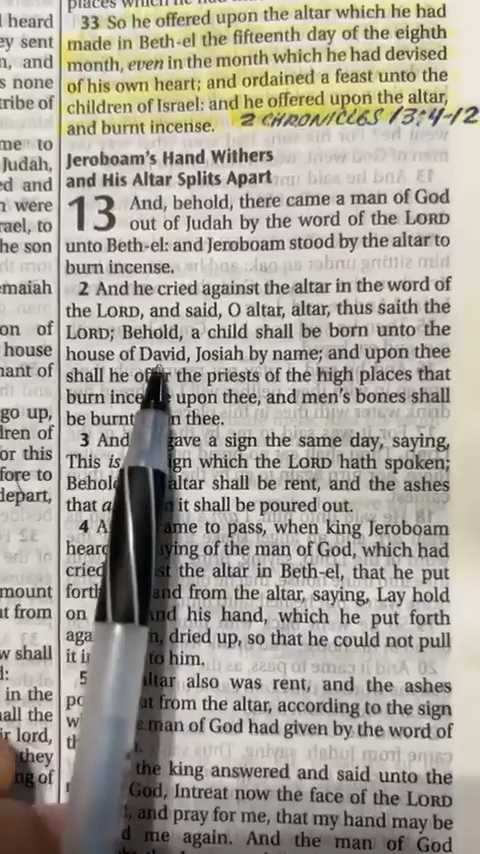 places which he had
33 So he offered upon the altar which he had
made in Beth-el the fifteenth day of the eighth
month, even in the month which he had devised
of his own heart; and ordained a feast unto the
children of Israel: and he offered upon the altar,
and burnt incense. 2 CHRONICLES 13:4-12
Jeroboam's Hand Withers
and His Altar Splits Apart
13 And, behold, there came a man of God
out of Judah by the word of the LORD
unto Beth-el: and Jeroboam stood by the altar to
burn incense.
2 And he cried against the altar in the word of
the LORD, and said, O altar, altar, thus saith the
LORD; Behold, a child shall be born unto the
house of David, Josiah by name; and upon thee
shall he offer the priests of the high places that
burn ince upon thee, and men's bones shall
be burnt n thee.
3 And gave a sign the same day, saying,
This is ign which the LORD hath spoken;
Behol altar shall be rent, and the ashes
that a it shall be poured out.
4 A ame to pass, when king Jeroboam
hear ying of the man of God, which had
cried st the altar in Beth-el, that he put
forth and from the altar, saying, Lay hold
on nd his hand, which he put forth
aga n, dried up, so that he could not pull
it i to him.
5 altar also was rent, and the ashes
po ut from the altar, according to the sign
w man of God had given by the word of
th
the king answered and said unto the
God, Intreat now the face of the LORD
, and pray for me, that my hand may be
d me again. And the man of God
heard
ey sent
n, and
s none
tribe of
me to
Judah,
ed and
n were
rael, to
he son
emaiah
on of
house
nant of
go up,
dren of
or this
fore to
depart,
mount
ut from
w shall
d:
in the
all the
ir lord,
they
ng of